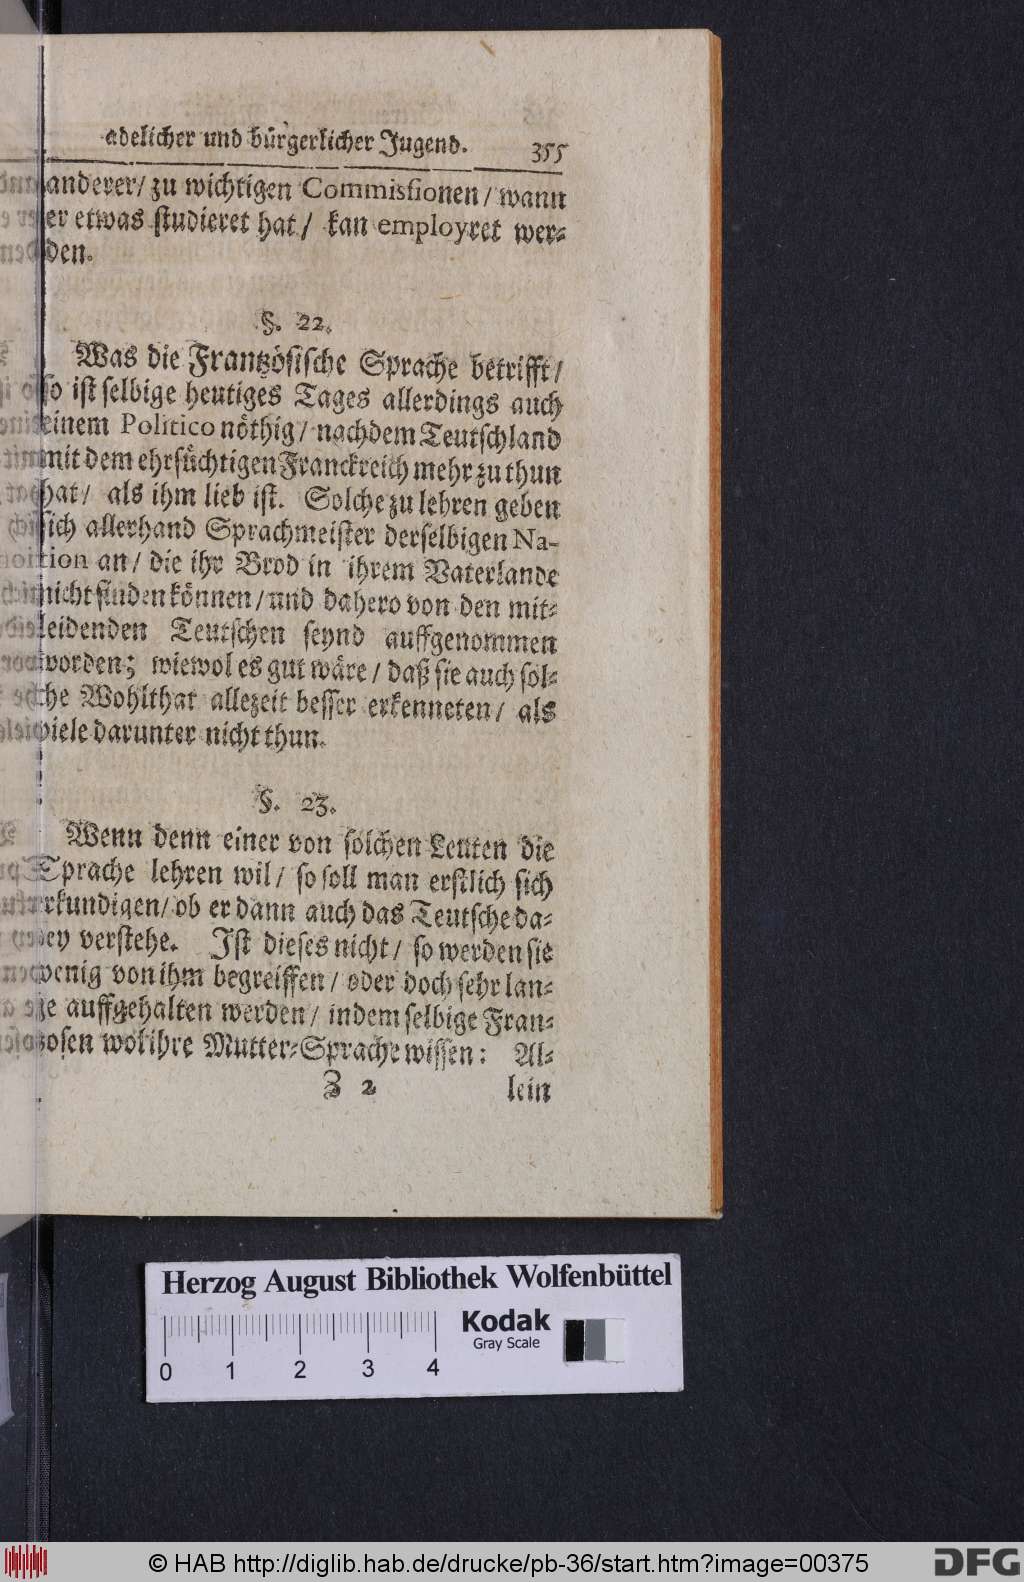 adelicher und bürgerlicher Jugend. 355
anderer/ zu wichtigen Commissionen/ wann
er etwas studieret hat/ kan employret wer-
den.
§. 22.
Was die Frantzösische Sprache betrifft/
so ist selbige heutiges Tages allerdings auch
einem Politico nöthig/ nachdem Teutschland
mit dem ehrsüchtigen Franckreich mehr zu thun
hat/ als ihm lieb ist. Solche zu lehren geben
sich allerhand Sprachmeister derselbigen Na-
tion an/ die ihr Brod in ihrem Vaterlande
nicht finden können/ und dahero von den mit-
leidenden Teutschen seynd auffgenommen
worden; wiewol es gut wäre/ daß sie auch sol-
che Wohlthat allezeit besser erkenneten/ als
viele darunter nicht thun.
§. 23.
Wenn denn einer von solchen Leuten die
Sprache lehren wil/ so soll man erstlich sich
erkundigen/ ob er dann auch das Teutsche da-
bey verstehe. Ist dieses nicht/ so werden sie
wenig von ihm begreiffen/ oder doch sehr lan-
ge auffgehalten werden/ indem selbige Fran-
zosen wol ihre Mutter-Sprache wissen: Al-
Z 2 lein
Herzog August Bibliothek Wolfenbüttel
0 1 2 3 4
Kodak
Gray Scale
© HAB http://diglib.hab.de/drucke/pb-36/start.htm?image=00375
DFG